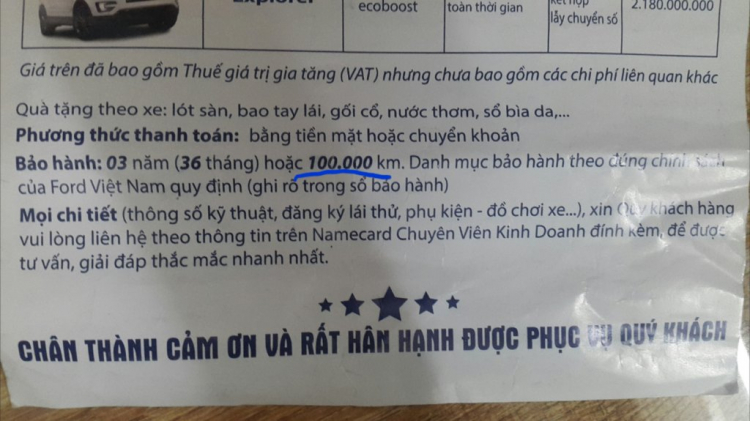 Explorer
ecoboost
toàn thời gian
kết hợp
lẫy chuyển số
2.180.000.000
Giá trên đã bao gồm Thuế giá trị gia tăng (VAT) nhưng chưa bao gồm các chi phí liên quan khác
Quà tặng theo xe: lót sàn, bao tay lái, gối cổ, nước thơm, sổ bìa da,...
Phương thức thanh toán: bằng tiền mặt hoặc chuyển khoản
Bảo hành: 03 năm (36 tháng) hoặc 100.000 km. Danh mục bảo hành theo đúng chính sách
của Ford Việt Nam quy định (ghi rõ trong sổ bảo hành)
Mọi chi tiết (thông số kỹ thuật, đăng ký lái thử, phụ kiện - đồ chơi xe...), xin Quý khách hàng
vui lòng liên hệ theo thông tin trên Namecard Chuyên Viên Kinh Doanh đính kèm, để được
tư vấn, giải đáp thắc mắc nhanh nhất.
CHÂN THÀNH CẢM ƠN VÀ RẤT HÂN HẠNH ĐƯỢC PHỤC VỤ QUÝ KHÁCH